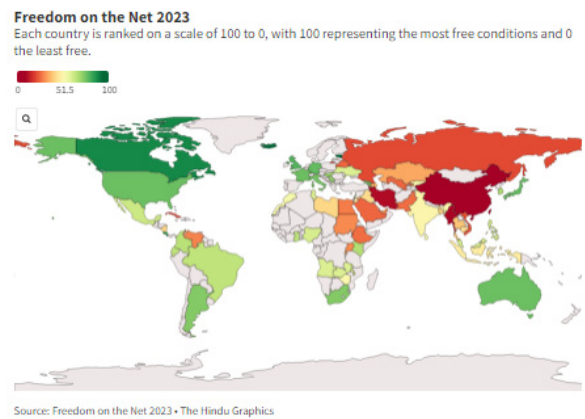 Freedom on the Net 2023
Each country is ranked on a scale of 100 to 0, with 100 representing the most free conditions and 0
the least free.
0 51.5 100
Source: Freedom on the Net 2023 • The Hindu Graphics